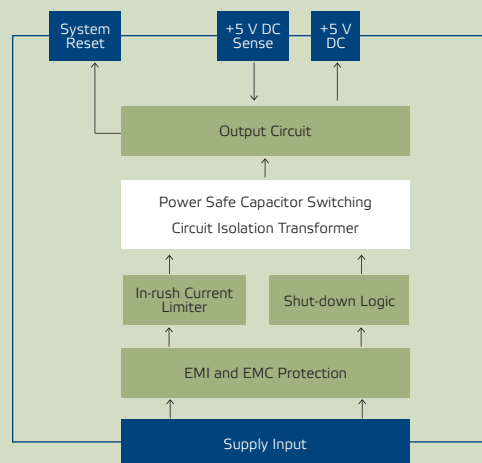 System
Reset
+5 V DC
Sense
+5 V
DC
Output Circuit
Power Safe Capacitor Switching
Circuit Isolation Transformer
In-rush Current
Limiter
Shut-down Logic
EMI and EMC Protection
Supply Input